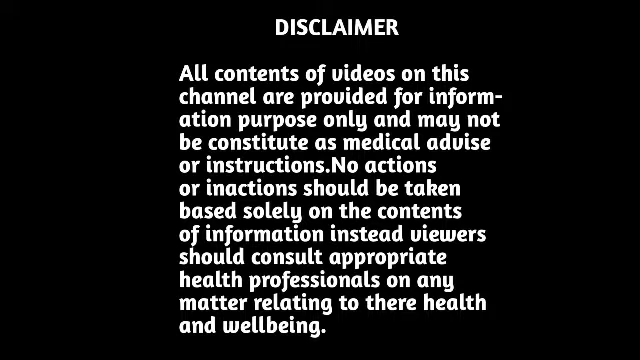 DISCLAIMER
All contents of videos on this
channel are provided for inform-
ation purpose only and may not
be constitute as medical advise
or instructions.No actions
or inactions should be taken
based solely on the contents
of information instead viewers
should consult appropriate
health professionals on any
matter relating to there health
and wellbeing.